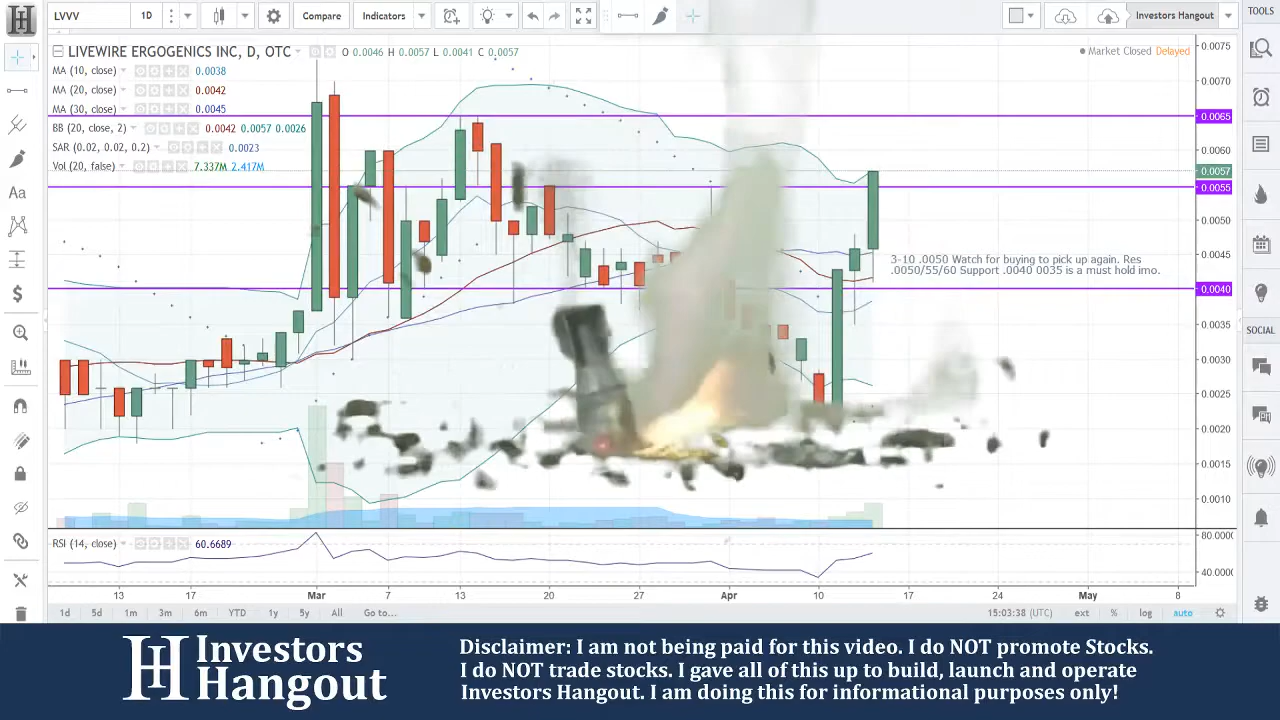 LVVV 1D Compare Indicators Investors Hangout TOOLS
LIVEWIRE ERGOGENICS INC, D, OTC O 0.0046 H 0.0057 L 0.0041 C 0.0057
Market Closed Delayed
MA (10, close) 0.0038
MA (20, close) 0.0042
MA (30, close) 0.0045
BB (20, close, 2) 0.0042 0.0057 0.0026
SAR (0.02, 0.02, 0.2) 0.0023
Vol (20, false) 7.337M 2.417M
0.0075
0.0070
0.0065
0.0060
0.0057
0.0055
0.0050
0.0045
0.0040
0.0035
0.0030
0.0025
0.0020
0.0015
0.0010
3-10 .0050 Watch for buying to pick up again. Res
.0050/55/60 Support .0040 0035 is a must hold imo.
SOCIAL
Aa
RSI (14, close) 60.6689
80.000
40.0000
13 Mar 7 13 20 27 Apr 10 17 24 May 8
1d 5d 1m 3m 6m YTD 1y 5y All Go to... 15:03:38 (UTC) ext % log auto
H Investors
Hangout
Disclaimer: I am not being paid for this video. I do NOT promote Stocks.
I do NOT trade stocks. I gave all of this up to build, launch and operate
Investors Hangout. I am doing this for informational purposes only!